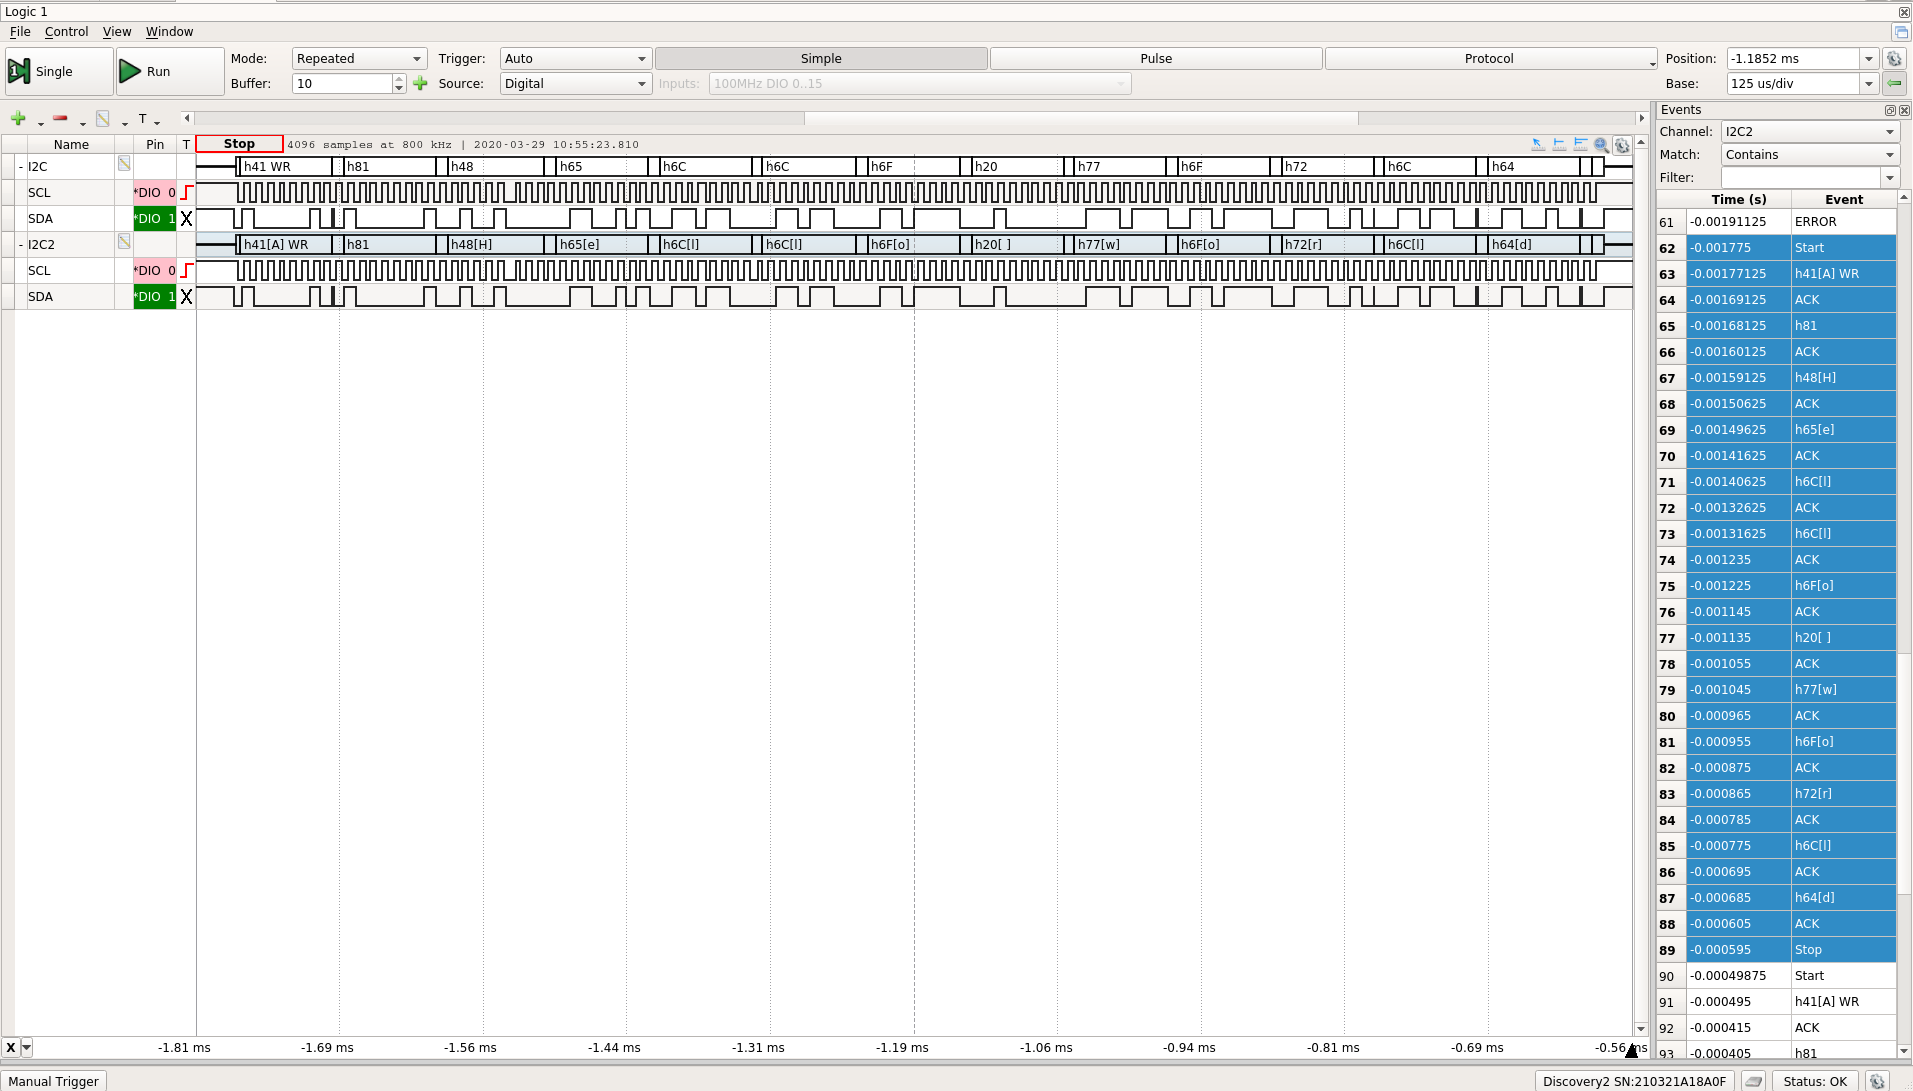 Logic 1
File Control View Window
Single Run Mode: Repeated Trigger: Auto Simple Pulse Protocol Position: -1.1852 ms
Buffer: 10 Source: Digital Inputs: 100MHz DIO 0..15 Base: 125 us/div
T
Name Pin T Stop 4096 samples at 800 kHz | 2020-03-29 10:55:23.810
- I2C h41 WR h81 h48 h65 h6C h6C h6F h20 h77 h6F h72 h6C h64
SCL *DIO 0
SDA *DIO 1 X
- I2C2 h41[A] WR h81 h48[H] h65[e] h6C[l] h6C[l] h6F[o] h20[ ] h77[w] h6F[o] h72[r] h6C[l] h64[d]
SCL *DIO 0
SDA *DIO 1 X
X -1.81 ms -1.69 ms -1.56 ms -1.44 ms -1.31 ms -1.19 ms -1.06 ms -0.94 ms -0.81 ms -0.69 ms -0.56 ms
Events
Channel: I2C2
Match: Contains
Filter:
Time (s) Event
61 -0.00191125 ERROR
62 -0.001775 Start
63 -0.00177125 h41[A] WR
64 -0.00169125 ACK
65 -0.00168125 h81
66 -0.00160125 ACK
67 -0.00159125 h48[H]
68 -0.00150625 ACK
69 -0.00149625 h65[e]
70 -0.00141625 ACK
71 -0.00140625 h6C[l]
72 -0.00132625 ACK
73 -0.00131625 h6C[l]
74 -0.001235 ACK
75 -0.001225 h6F[o]
76 -0.001145 ACK
77 -0.001135 h20[ ]
78 -0.001055 ACK
79 -0.001045 h77[w]
80 -0.000965 ACK
81 -0.000955 h6F[o]
82 -0.000875 ACK
83 -0.000865 h72[r]
84 -0.000785 ACK
85 -0.000775 h6C[l]
86 -0.000695 ACK
87 -0.000685 h64[d]
88 -0.000605 ACK
89 -0.000595 Stop
90 -0.00049875 Start
91 -0.000495 h41[A] WR
92 -0.000415 ACK
93 -0.000405 h81
Manual Trigger Discovery2 SN:210321A18A0F Status: OK